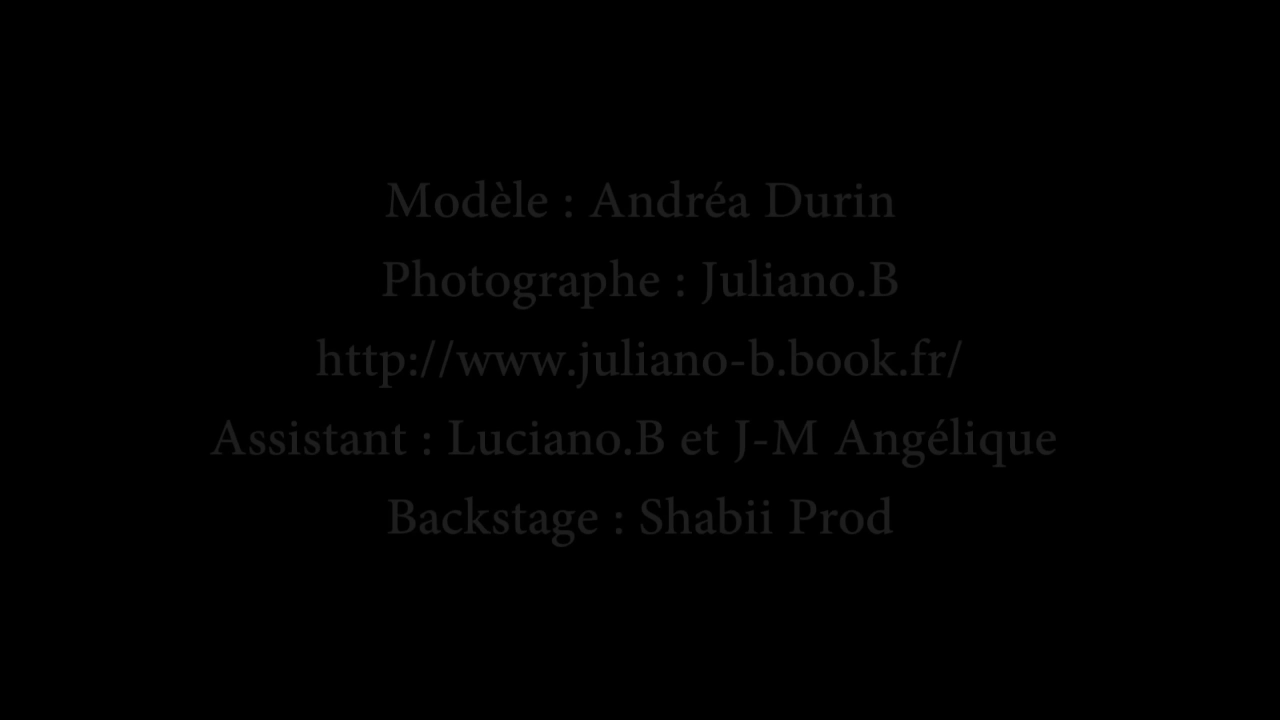 Modèle : Andréa Durin
Photographe : Juliano.B
http://www.juliano-b.book.fr/
Assistant : Luciano.B et J-M Angélique
Backstage : Shabii Prod